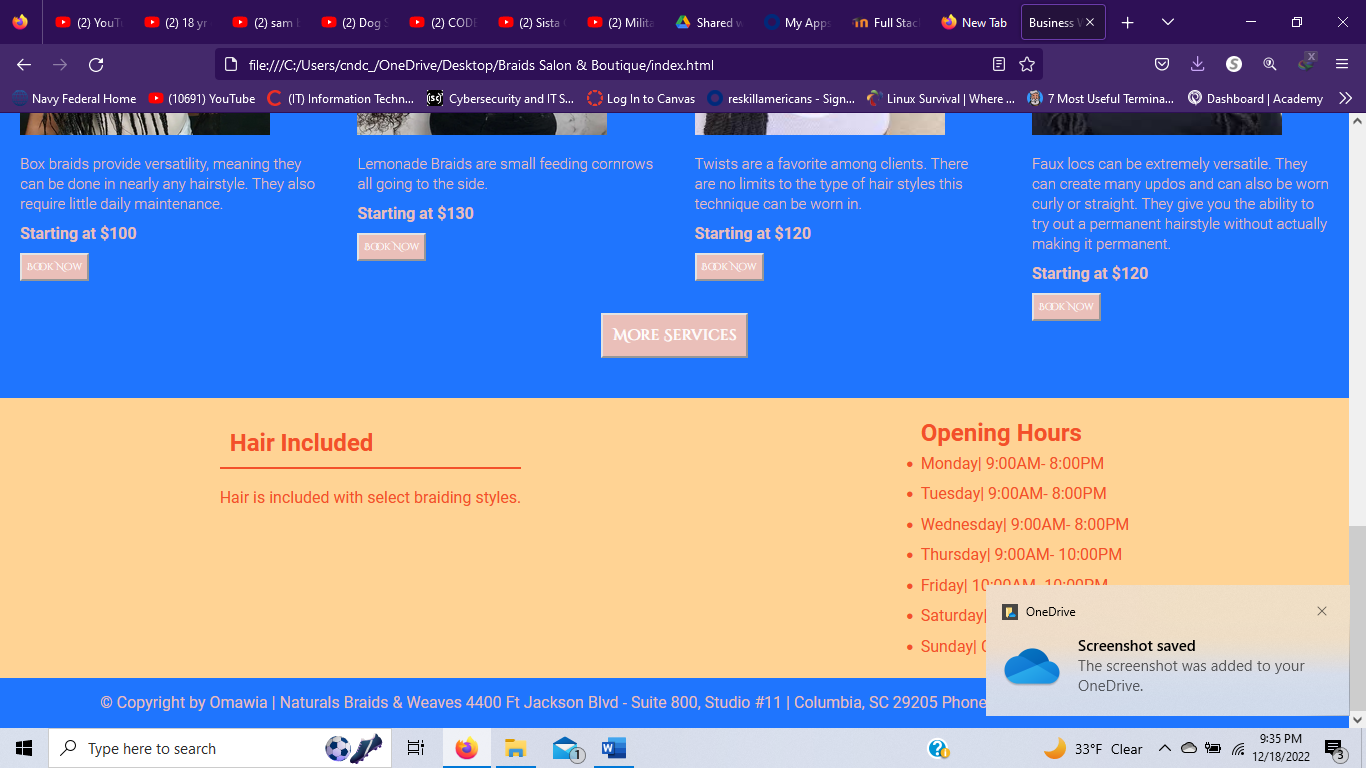 (2) YouT
(2) 18 yr
(2) sam b
(2) Dog S
(2) CODE
(2) Sista
(2) Milita
Shared w
My Apps
Full Stac
New Tab
Business W
file:///C:/Users/cndc_/OneDrive/Desktop/Braids Salon & Boutique/index.html
Navy Federal Home (10691) YouTube (IT) Information Techn... Cybersecurity and IT S... Log In to Canvas reskillamericans - Sign... Linux Survival | Where ... 7 Most Useful Termina... Dashboard | Academy
Box braids provide versatility, meaning they
can be done in nearly any hairstyle. They also
require little daily maintenance.
Starting at $100
Book Now
Lemonade Braids are small feeding cornrows
all going to the side.
Starting at $130
Book Now
Twists are a favorite among clients. There
are no limits to the type of hair styles this
technique can be worn in.
Starting at $120
Book Now
Faux locs can be extremely versatile. They
can create many updos and can also be worn
curly or straight. They give you the ability to
try out a permanent hairstyle without actually
making it permanent.
Starting at $120
Book Now
More Services
Hair Included
Hair is included with select braiding styles.
Opening Hours
Monday| 9:00AM- 8:00PM
Tuesday| 9:00AM- 8:00PM
Wednesday| 9:00AM- 8:00PM
Thursday| 9:00AM- 10:00PM
Friday| 10:00AM- 10:00PM
Saturday|
Sunday|
OneDrive
Screenshot saved
The screenshot was added to your
OneDrive.
© Copyright by Omawia | Naturals Braids & Weaves 4400 Ft Jackson Blvd - Suite 800, Studio #11 | Columbia, SC 29205 Phone
Type here to search
1
33°F Clear
9:35 PM
12/18/2022
3